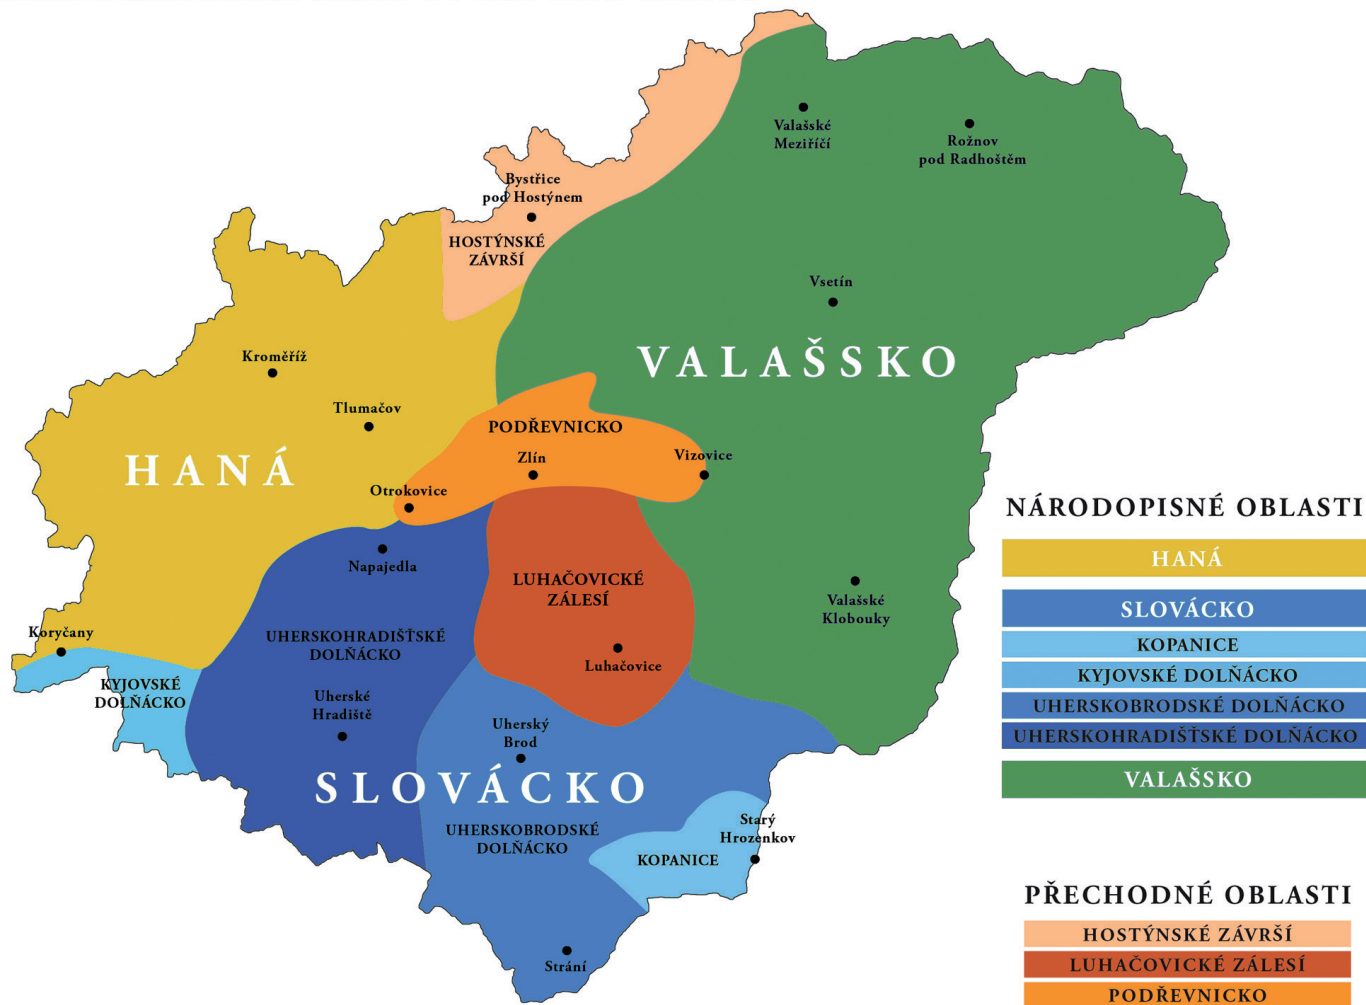 Valašské
Meziříčí
Rožnov
pod Radhoštěm
Bystřice
pod Hostýnem
HOSTÝNSKÉ
ZÁVRŠÍ
Vsetín
Kroměříž
VALAŠSKO
Tlumačov
PODŘEVNICKO
HANÁ
Zlín
Vizovice
Otrokovice
Napajedla
LUHAČOVICKÉ
ZÁLESÍ
Valašské
Klobouky
Koryčany
UHERSKOHRADIŠŤSKÉ
DOLŇÁCKO
Luhačovice
KYJOVSKÉ
DOLŇÁCKO
Uherské
Hradiště
Uherský
Brod
SLOVÁCKO
UHERSKOBRODSKÉ
DOLŇÁCKO
Starý
Hrozenkov
KOPANICE
Strání
NÁRODOPISNÉ OBLASTI
HANÁ
SLOVÁCKO
KOPANICE
KYJOVSKÉ DOLŇÁCKO
UHERSKOBRODSKÉ DOLŇÁCKO
UHERSKOHRADIŠŤSKÉ DOLŇÁCKO
VALAŠSKO
PŘECHODNÉ OBLASTI
HOSTÝNSKÉ ZÁVRŠÍ
LUHAČOVICKÉ ZÁLESÍ
PODŘEVNICKO